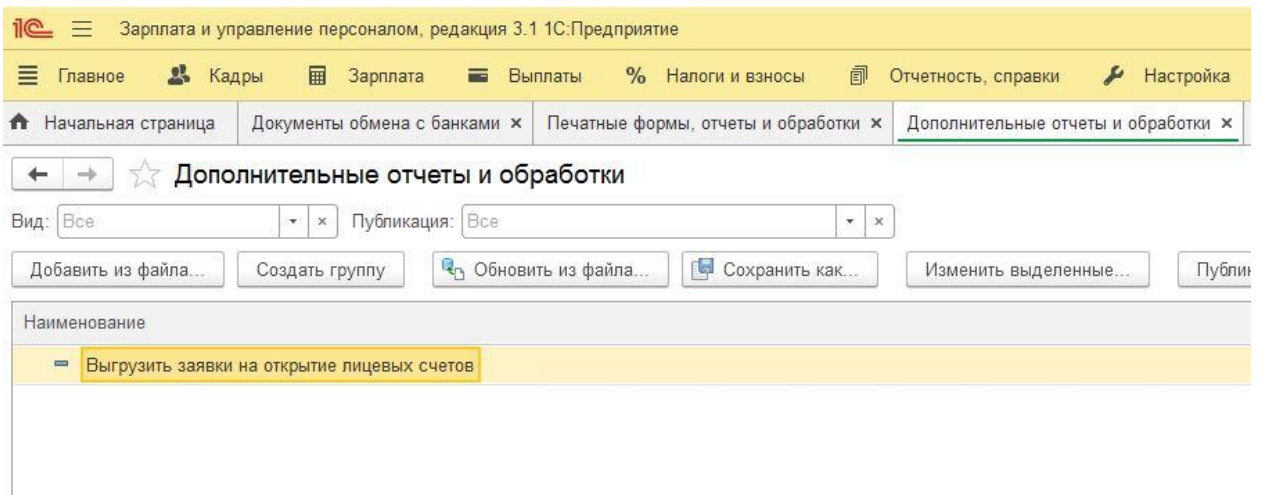 1С Зарплата и управление персоналом, редакция 3.1 1С:Предприятие
Главное Кадры Зарплата Выплаты % Налоги и взносы Отчетность, справки Настройка
Начальная страница Документы обмена с банками × Печатные формы, отчеты и обработки × Дополнительные отчеты и обработки ×
Дополнительные отчеты и обработки
Вид: Все × Публикация: Все ×
Добавить из файла... Создать группу Обновить из файла... Сохранить как... Изменить выделенные... Публик
Наименование
Выгрузить заявки на открытие лицевых счетов